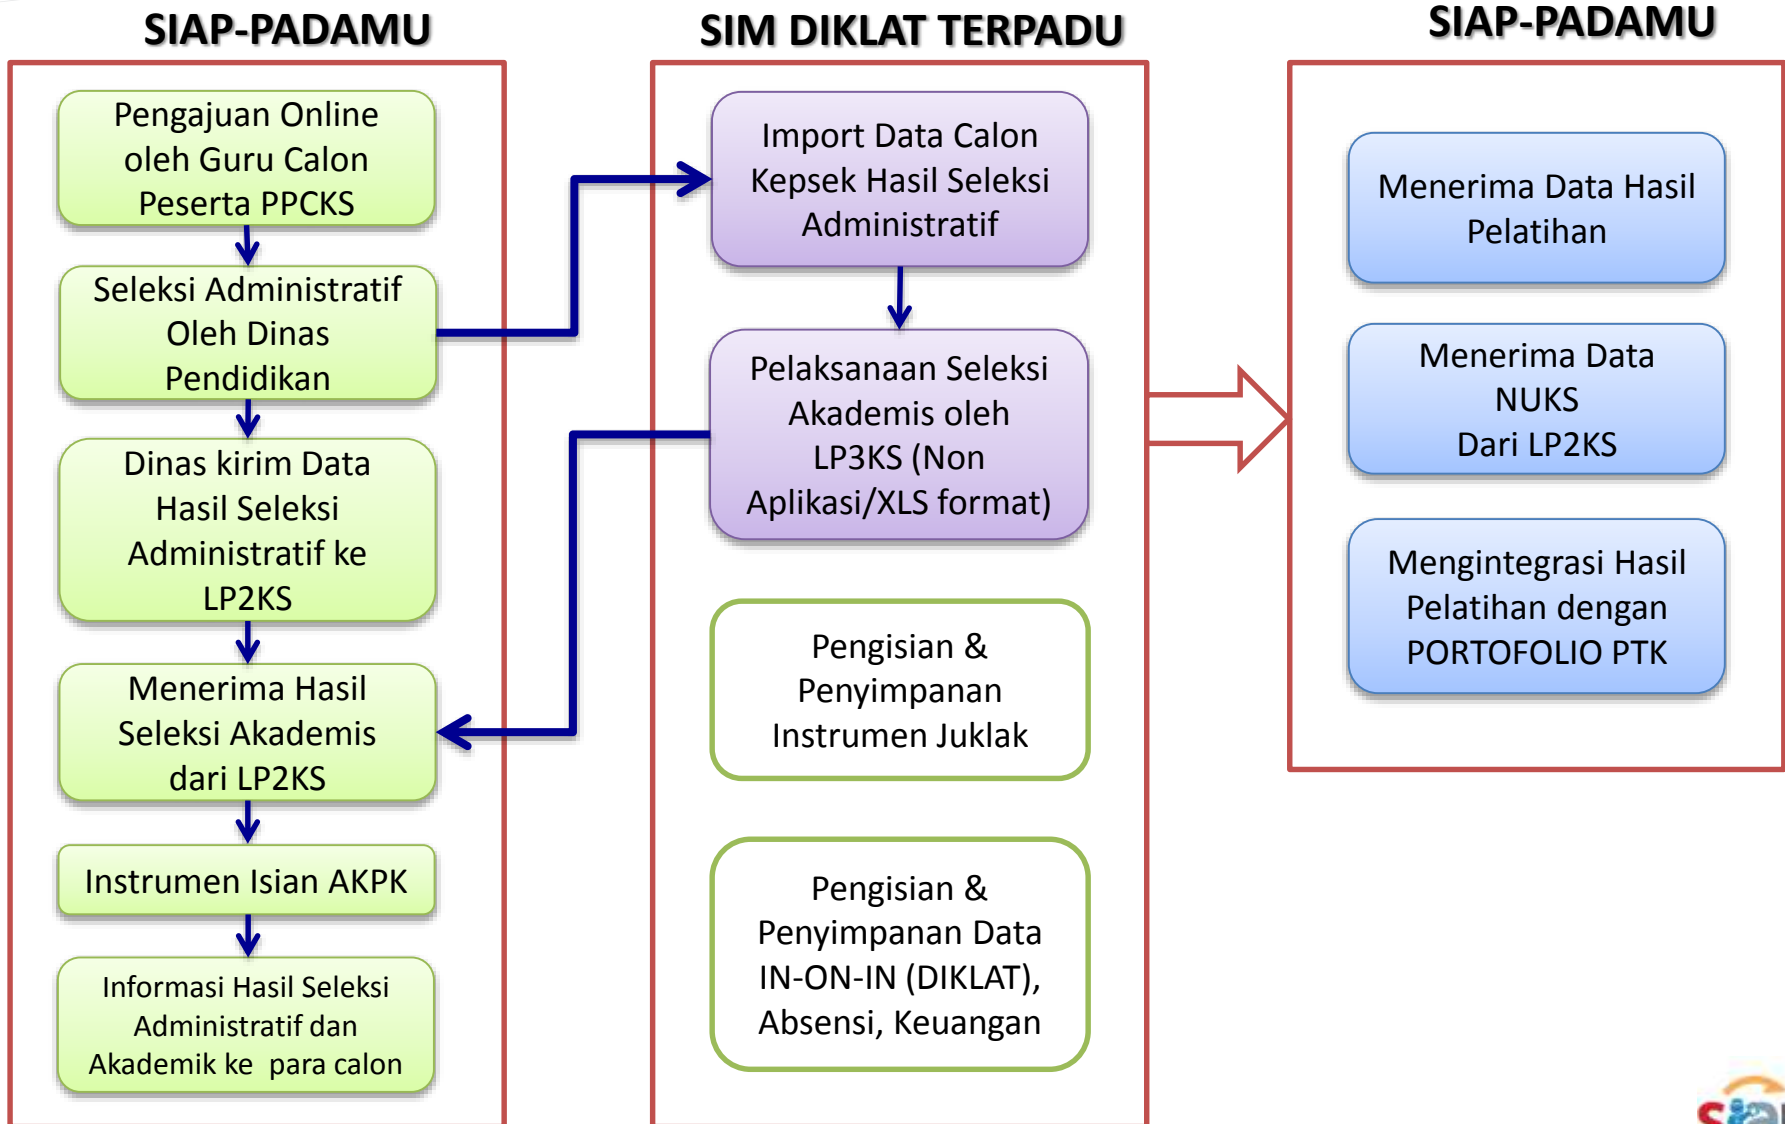 SIAP-PADAMU
Pengajuan Online
oleh Guru Calon
Peserta PPCKS
Seleksi Administratif
Oleh Dinas
Pendidikan
Dinas kirim Data
Hasil Seleksi
Administratif ke
LP2KS
Menerima Hasil
Seleksi Akademis
dari LP2KS
Instrumen Isian AKPK
Informasi Hasil Seleksi
Administratif dan
Akademik ke para calon
SIM DIKLAT TERPADU
Import Data Calon
Kepsek Hasil Seleksi
Administratif
Pelaksanaan Seleksi
Akademis oleh
LP3KS (Non
Aplikasi/XLS format)
Pengisian &
Penyimpanan
Instrumen Juklak
Pengisian &
Penyimpanan Data
IN-ON-IN (DIKLAT),
Absensi, Keuangan
SIAP-PADAMU
Menerima Data Hasil
Pelatihan
Menerima Data
NUKS
Dari LP2KS
Mengintegrasi Hasil
Pelatihan dengan
PORTOFOLIO PTK